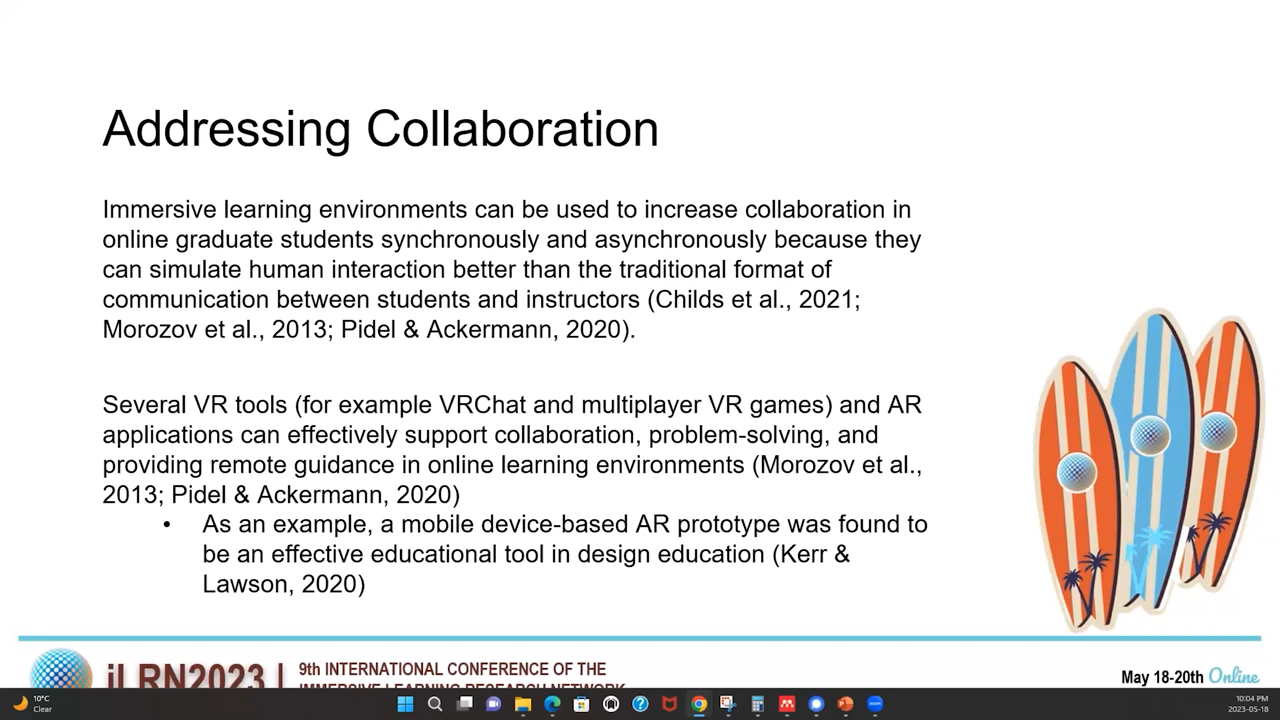 Addressing Collaboration
Immersive learning environments can be used to increase collaboration in
online graduate students synchronously and asynchronously because they
can simulate human interaction better than the traditional format of
communication between students and instructors (Childs et al., 2021;
Morozov et al., 2013; Pidel & Ackermann, 2020).
Several VR tools (for example VRChat and multiplayer VR games) and AR
applications can effectively support collaboration, problem-solving, and
providing remote guidance in online learning environments (Morozov et al.,
2013; Pidel & Ackermann, 2020)
• As an example, a mobile device-based AR prototype was found to
be an effective educational tool in design education (Kerr &
Lawson, 2020)
iLRN2023 |
9th INTERNATIONAL CONFERENCE OF THE
IMMERSIVE LEARNING RESEARCH NETWORK
May 18-20th Online
10°C
Clear
10:04 PM
2023-05-18